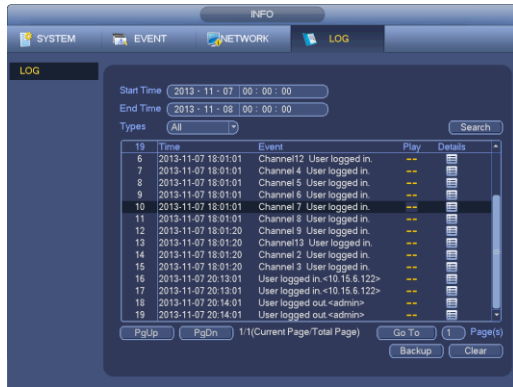 INFO
SYSTEM EVENT NETWORK LOG
LOG
Start Time 2013 - 11 - 07 00 : 00 : 00
End Time 2013 - 11 - 08 00 : 00 : 00
Types All Search
19 Time Event Play Details
6 2013-11-07 18:01:01 Channel12 User logged in. --
7 2013-11-07 18:01:01 Channel 4 User logged in. --
8 2013-11-07 18:01:01 Channel 5 User logged in. --
9 2013-11-07 18:01:01 Channel 6 User logged in. --
10 2013-11-07 18:01:01 Channel 7 User logged in. --
11 2013-11-07 18:01:01 Channel 8 User logged in. --
12 2013-11-07 18:01:20 Channel 9 User logged in. --
13 2013-11-07 18:01:20 Channel13 User logged in. --
14 2013-11-07 18:01:20 Channel 2 User logged in. --
15 2013-11-07 18:01:20 Channel 3 User logged in. --
16 2013-11-07 20:13:01 User logged in.<10.15.6.122> --
17 2013-11-07 20:13:01 User logged in.<10.15.6.122> --
18 2013-11-07 20:14:01 User logged out.<admin> --
19 2013-11-07 20:14:01 User logged out.<admin> --
PgUp PgDn 1/1(Current Page/Total Page) Go To 1 Page(s)
Backup Clear